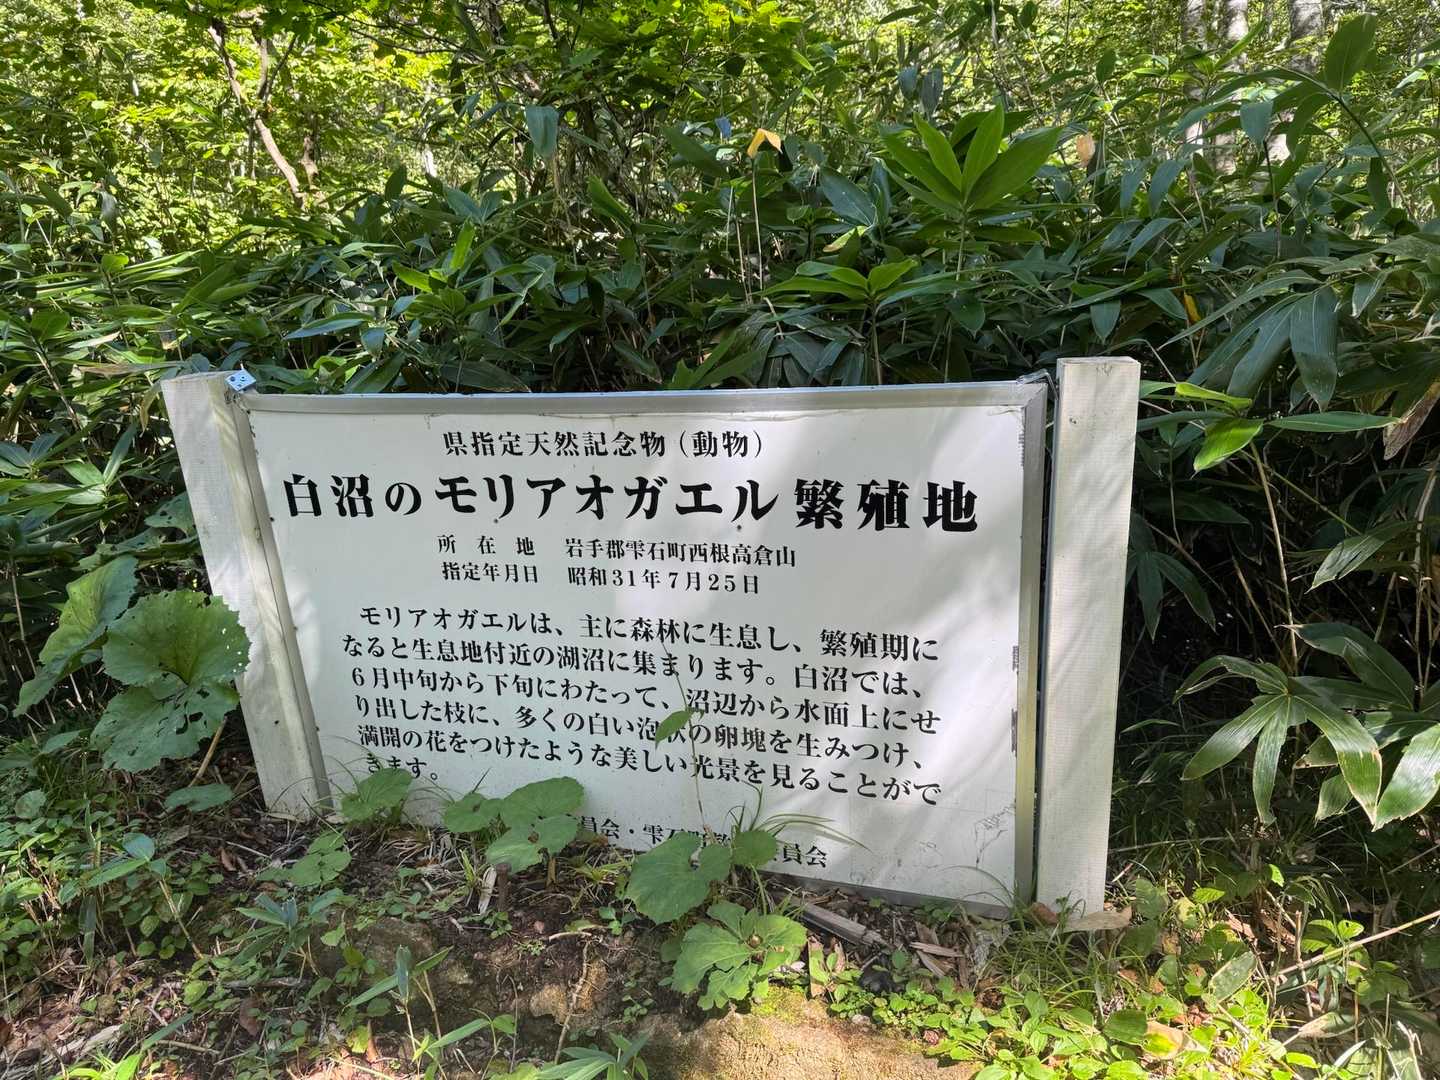 県指定天然記念物（動物）
白沼のモリアオガエル繁殖地
所在地 岩手郡雫石町西根高倉山
指定年月日 昭和31年7月25日
モリアオガエルは、主に森林に生息し、繁殖期に
なると生息地付近の湖沼に集まります。白沼では、
6月中旬から下旬にわたって、沼辺から水面上にせ
り出した枝に、多くの白い泡状の卵塊を生みつけ、
満開の花をつけたような美しい光景を見ることがで
きます。
員会・雫石町 員会